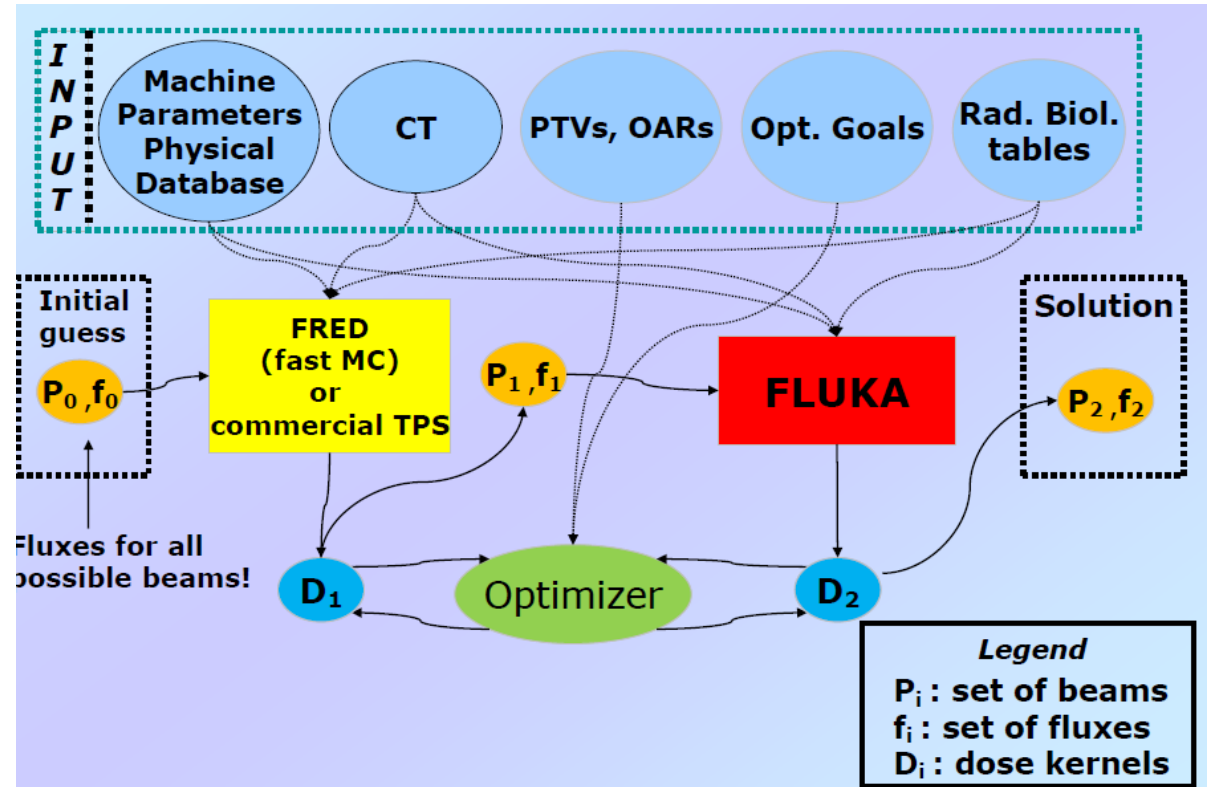 I
N
P
U
T
Machine
Parameters
Physical
Database
CT
PTVs, OARs
Opt. Goals
Rad. Biol.
tables
Initial
guess
P₀ ,f₀
Fluxes for all
possible beams!
FRED
(fast MC)
or
commercial TPS
P₁ ,f₁
FLUKA
Solution
P₂ ,f₂
D₁
Optimizer
D₂
Legend
Pᵢ : set of beams
fᵢ : set of fluxes
Dᵢ : dose kernels